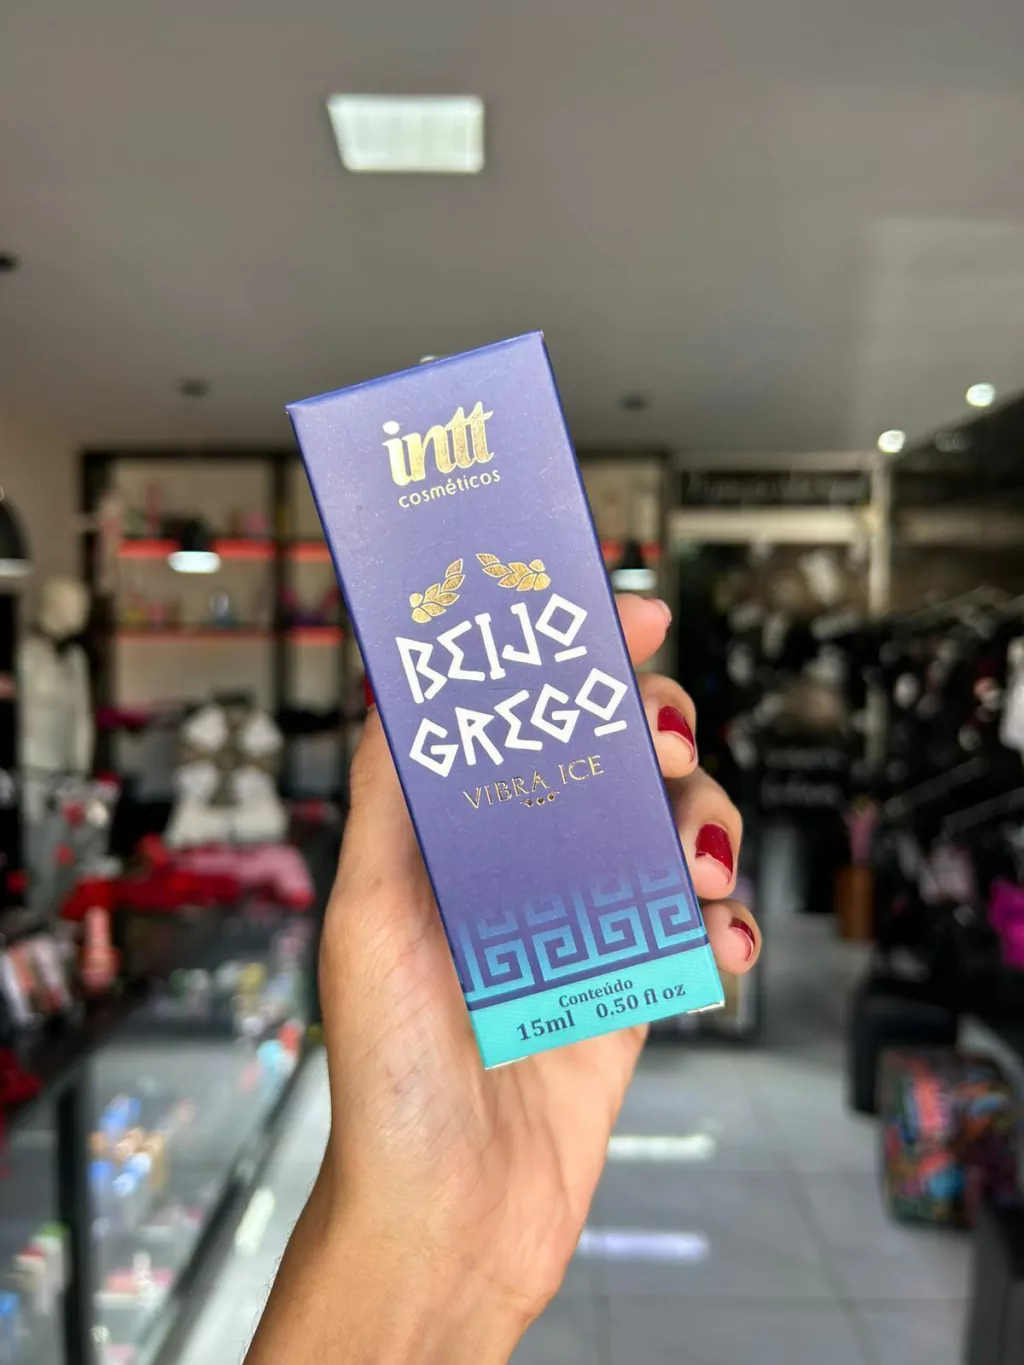 intt
cosméticos
BEIJO
GREGO
VIBRA ICE
Conteúdo
15ml 0.50 fl oz